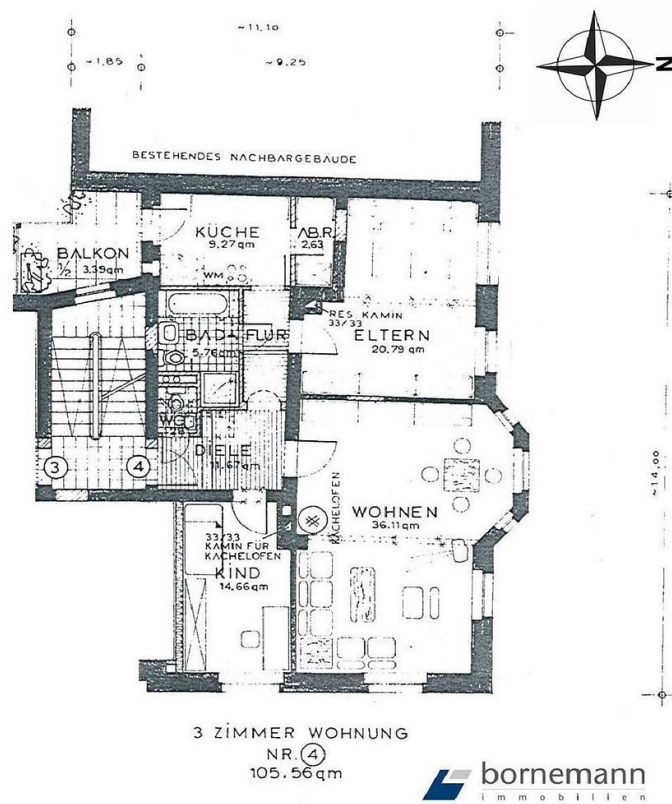 ~11.10
~1.85
~9.25
N
BESTEHENDES NACHBARGEBÄUDE
KÜCHE
9.27qm
AB.R.
2,63
BALKON
1/2 3.39qm
WM
RES. KAMIN
33/33
BAD-FLUR
5.76qm
ELTERN
20.79 qm
WC
DIELE
11.67qm
3
4
KACHELOFEN
WOHNEN
36.11qm
~14.00
33/33
KAMIN FÜR
KACHELOFEN
KIND
14.66qm
3 ZIMMER WOHNUNG
NR. 4
105.56qm
bornemann
immobilien